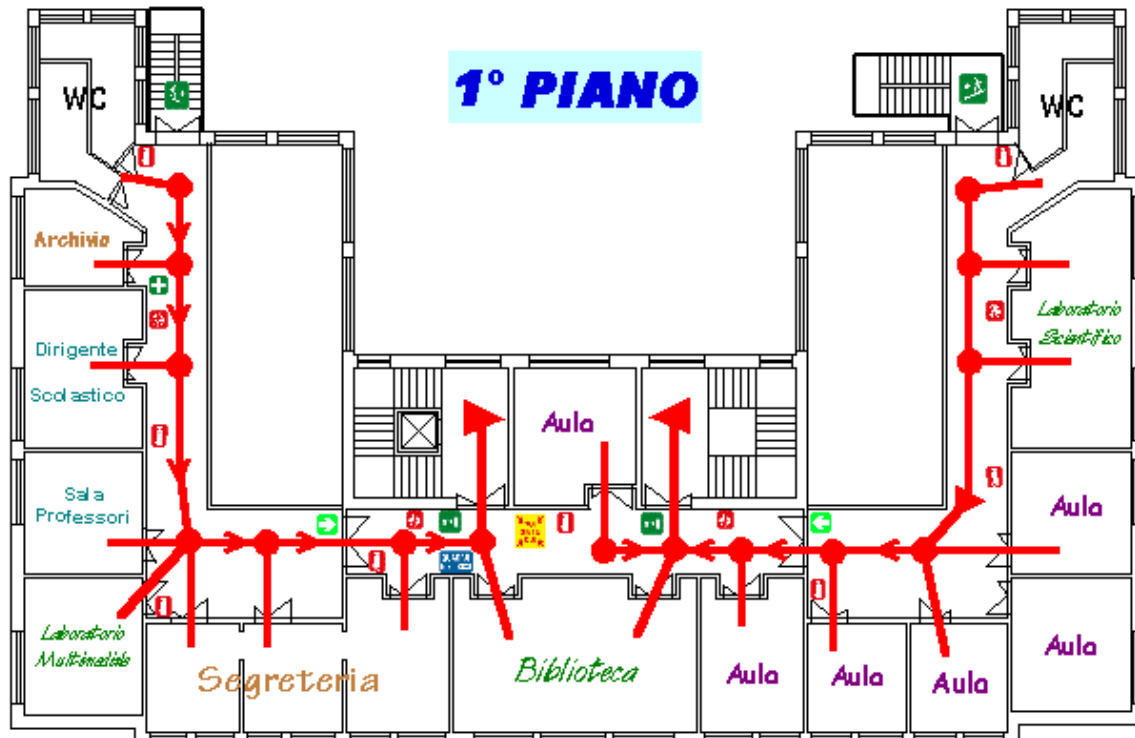 1° PIANO
WC
WC
Archivio
Dirigente
Scolastico
Laboratorio
Scientifico
Aula
Sala
Professori
Aula
Laboratorio
Multimediale
Segreteria
Biblioteca
Aula
Aula
Aula
Aula